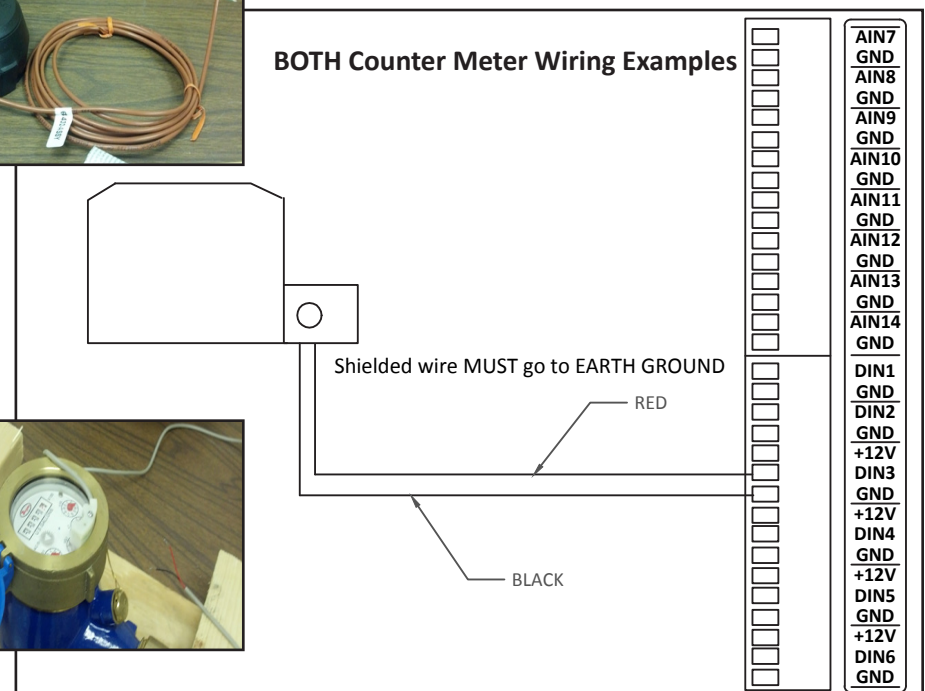 BOTH Counter Meter Wiring Examples
Shielded wire MUST go to EARTH GROUND
RED
BLACK
AIN7
GND
AIN8
GND
AIN9
GND
AIN10
GND
AIN11
GND
AIN12
GND
AIN13
GND
AIN14
GND
DIN1
GND
DIN2
GND
+12V
DIN3
GND
+12V
DIN4
GND
+12V
DIN5
GND
+12V
DIN6
GND